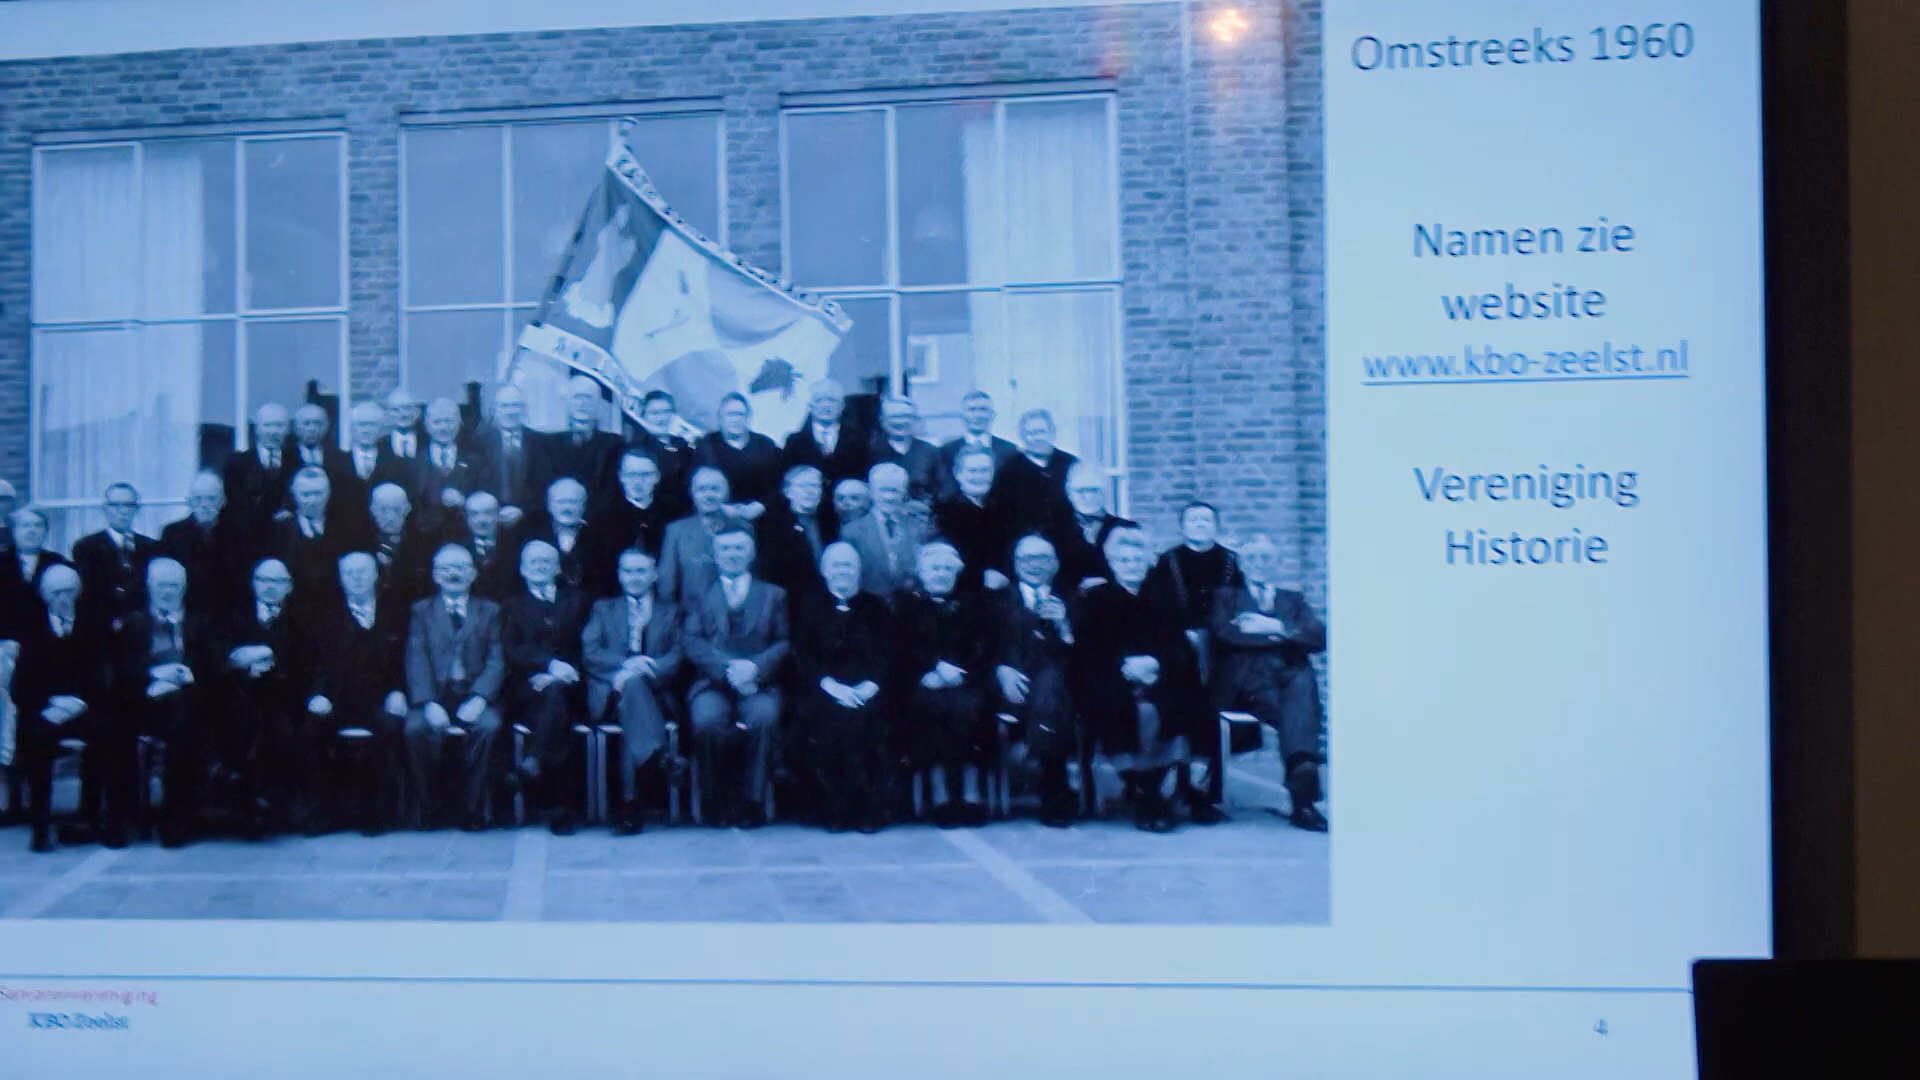 Omstreeks 1960
Namen zie
website
www.kbo-zeelst.nl
Vereniging
Historie
KBO Zeelst
4